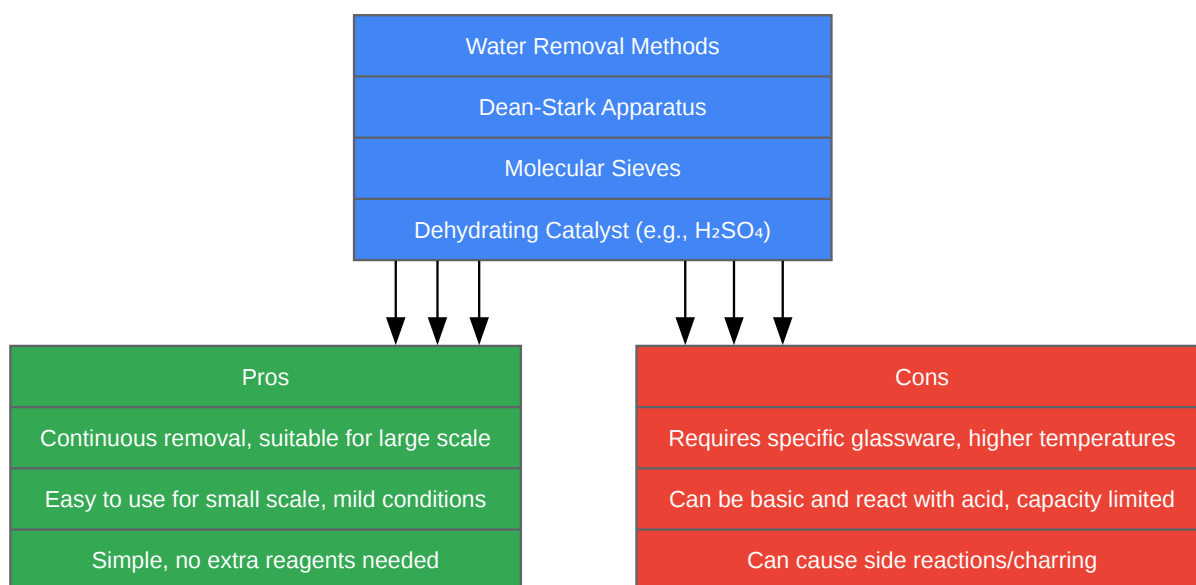 Water Removal Methods
Dean-Stark Apparatus
Molecular Sieves
Dehydrating Catalyst (e.g., H₂SO₄)
Pros
Continuous removal, suitable for large scale
Easy to use for small scale, mild conditions
Simple, no extra reagents needed
Cons
Requires specific glassware, higher temperatures
Can be basic and react with acid, capacity limited
Can cause side reactions/charring